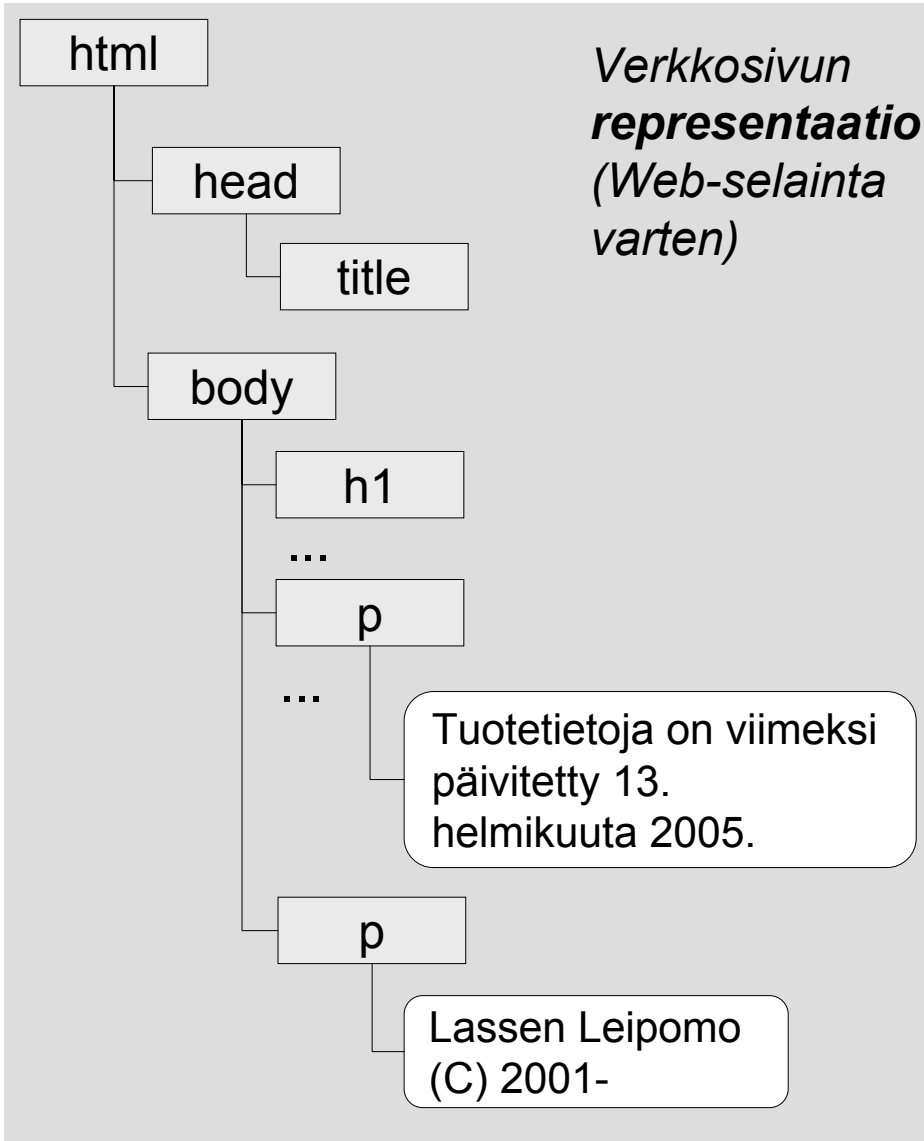 html
Verkkosivun
representaatio
(Web-selainta
varten)
head
title
body
h1
...
p
...
Tuotetietoja on viimeksi
päivitetty 13.
helmikuuta 2005.
p
Lassen Leipomo
(C) 2001-